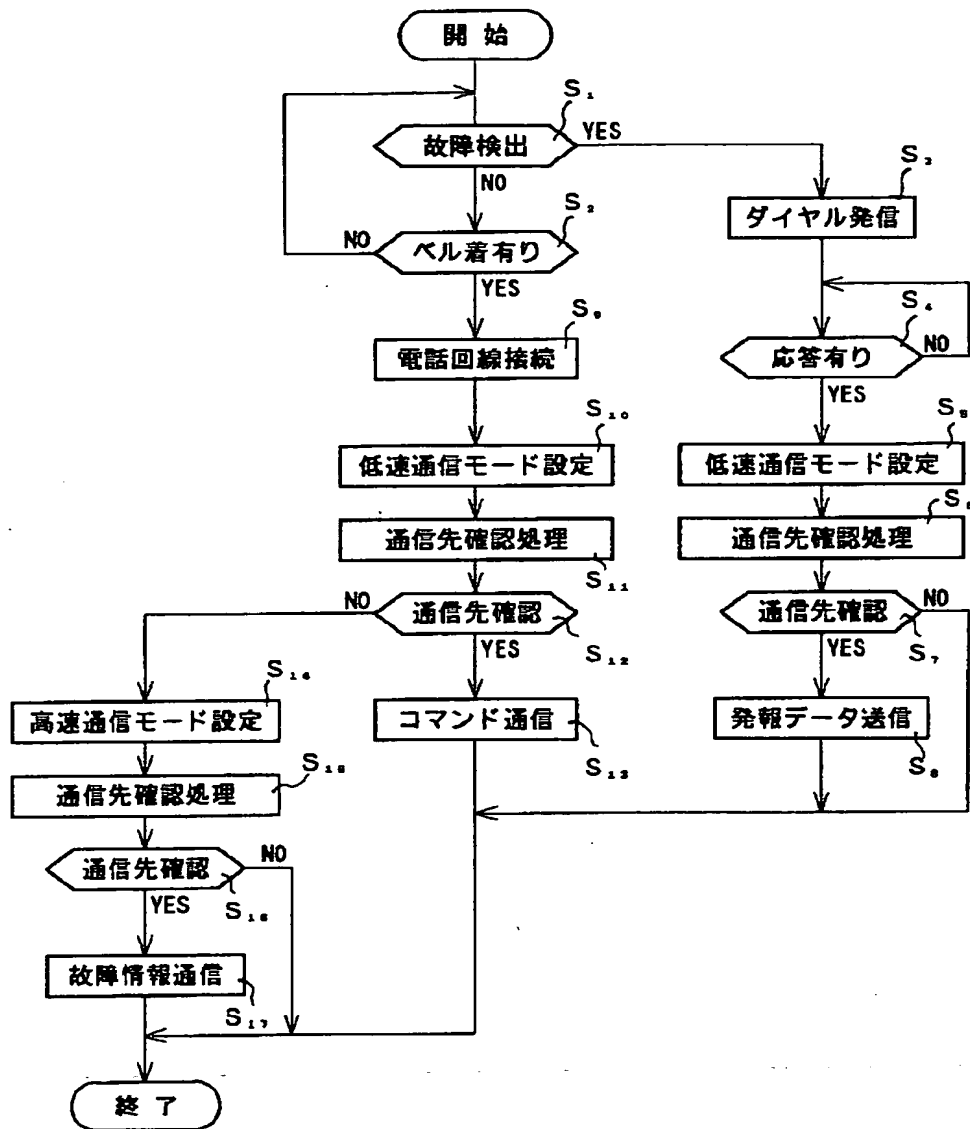 開始
S₁
故障検出
YES
NO
S₃
ダイヤル発信
S₂
NO
ベル着有り
YES
S₄
応答有り
NO
YES
S₉
電話回線接続
S₁₀
低速通信モード設定
S₅
低速通信モード設定
通信先確認処理
S₁₁
S₆
通信先確認処理
NO
通信先確認
S₁₂
YES
通信先確認
NO
S₇
YES
S₁₄
高速通信モード設定
コマンド通信
S₁₃
発報データ送信
S₈
S₁₅
通信先確認処理
通信先確認
NO
YES
S₁₆
故障情報通信
S₁₇
終了